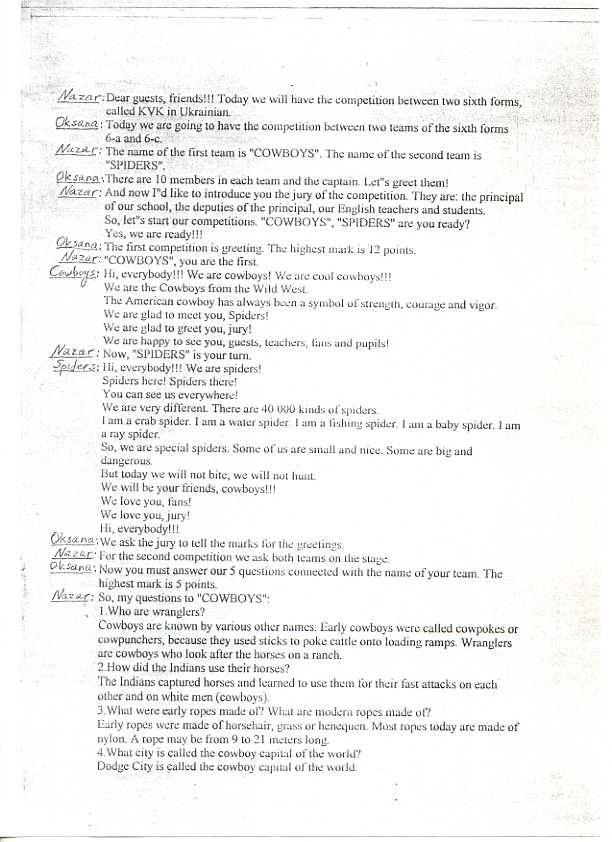 Nazar: Dear guests, friends!!! Today we will have the competition between two sixth forms,
called KVK in Ukrainian.
Oksana: Today we are going to have the competition between two teams of the sixth forms
6-a and 6-c.
Nazar: The name of the first team is "COWBOYS". The name of the second team is
"SPIDERS".
Oksana: There are 10 members in each team and the captain. Let"s greet them!
Nazar: And now I"d like to introduce you the jury of the competition. They are: the principal
of our school, the deputies of the principal, our English teachers and students.
So, let"s start our competitions. "COWBOYS", "SPIDERS" are you ready?
Yes, we are ready!!!
Oksana: The first competition is greeting. The highest mark is 12 points.
Nazar: "COWBOYS", you are the first.
Cowboys: Hi, everybody!!! We are cowboys! We are cool cowboys!!!
We are the Cowboys from the Wild West.
The American cowboy has always been a symbol of strength, courage and vigor.
We are glad to meet you, Spiders!
We are glad to greet you, jury!
We are happy to see you, guests, teachers, fans and pupils!
Nazar: Now, "SPIDERS" is your turn.
Spiders: Hi, everybody!!! We are spiders!
Spiders here! Spiders there!
You can see us everywhere!
We are very different. There are 40 000 kinds of spiders.
I am a crab spider. I am a water spider. I am a fishing spider. I am a baby spider. I am
a ray spider.
So, we are special spiders. Some of us are small and nice. Some are big and
dangerous.
But today we will not bite, we will not hunt.
We will be your friends, cowboys!!!
We love you, fans!
We love you, jury!
Hi, everybody!!!
Oksana: We ask the jury to tell the marks for the greetings.
Nazar: For the second competition we ask both teams on the stage.
Oksana: Now you must answer our 5 questions connected with the name of your team. The
highest mark is 5 points.
Nazar: So, my questions to "COWBOYS":
1.Who are wranglers?
Cowboys are known by various other names. Early cowboys were called cowpokes or
cowpunchers, because they used sticks to poke cattle onto loading ramps. Wranglers
are cowboys who look after the horses on a ranch.
2.How did the Indians use their horses?
The Indians captured horses and learned to use them for their fast attacks on each
other and on white men (cowboys).
3.What were early ropes made of? What are modern ropes made of?
Early ropes were made of horsehair, grass or henequen. Most ropes today are made of
nylon. A rope may be from 9 to 21 meters long.
4.What city is called the cowboy capital of the world?
Dodge City is called the cowboy capital of the world.